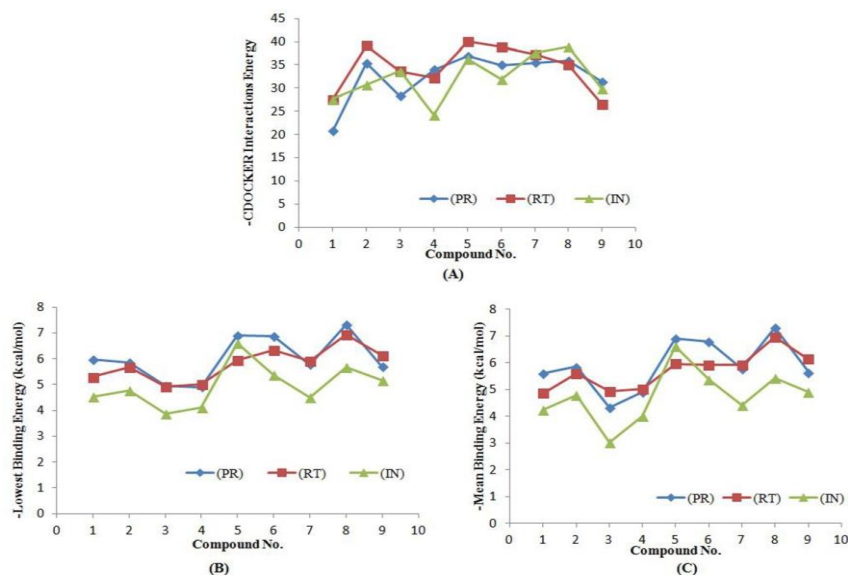 45
40
35
30
25
20
15
10
5
0
-CDOCKER Interactions Energy
(PR) (RT) (IN)
0 1 2 3 4 5 6 7 8 9 10
Compound No.
(A)
8
7
6
5
4
3
2
1
0
-Lowest Binding Energy (kcal/mol)
(PR) (RT) (IN)
0 1 2 3 4 5 6 7 8 9 10
Compound No.
(B)
8
7
6
5
4
3
2
1
0
-Mean Binding Energy (kcal/mol)
(PR) (RT) (IN)
0 1 2 3 4 5 6 7 8 9 10
Compound No.
(C)